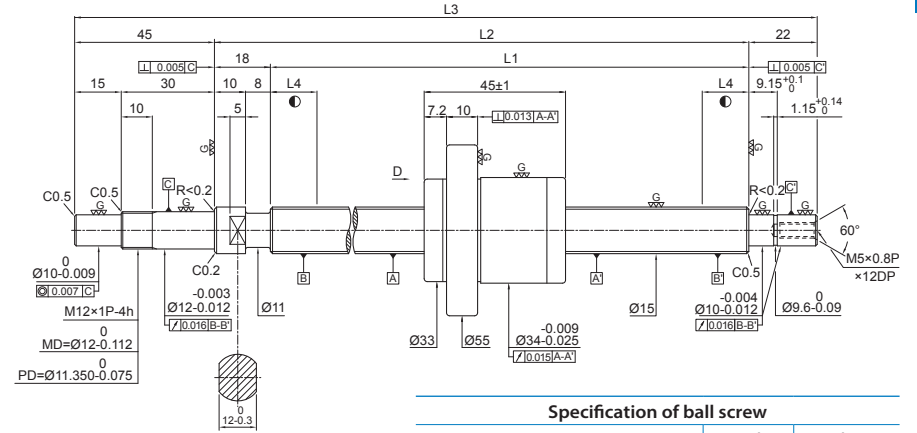 L3
45
L2
22
18
L1
⊥ 0.005 C
⊥ 0.005 C'
15
30
10
8
L4
45±1
L4
9.15 +0.1 0
10
5
7.2
10
⊥ 0.013 A-A'
1.15 +0.14 0
G
G
G
D
C0.5
C0.5
C
R<0.2
G
G
G
G
R<0.2
C'
G
G
60°
M5×0.8P
×12DP
C0.2
B
A
A'
B'
C0.5
0
Ø10-0.009
◎ 0.007 C
-0.003
Ø12-0.012
Ø11
Ø15
-0.004
Ø10-0.012
0
Ø9.6-0.09
M12×1P-4h
0.016 B-B'
0.016 B-B'
0
MD=Ø12-0.112
Ø33
Ø55
-0.009
Ø34-0.025
0.015 A-A'
0
PD=Ø11.350-0.075
0
12-0.3
Specification of ball screw